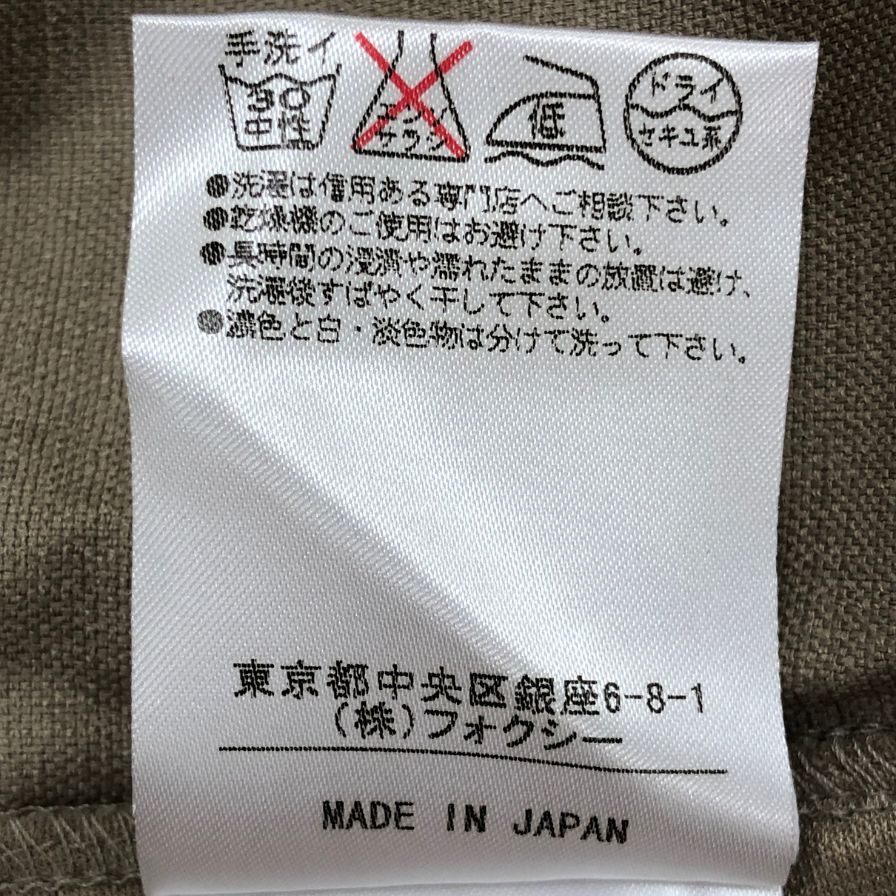 手洗イ
30
中性
エンソ
サラシ
低
ドライ
セキユ系
●洗濯は信用ある専門店へご相談下さい。
●乾燥機のご使用はお避け下さい。
●長時間の浸漬や濡れたままの放置は避け、
洗濯後すばやく干して下さい。
●濃色と白・淡色物は分けて洗って下さい。
東京都中央区銀座6-8-1
(株)フォクシー
MADE IN JAPAN